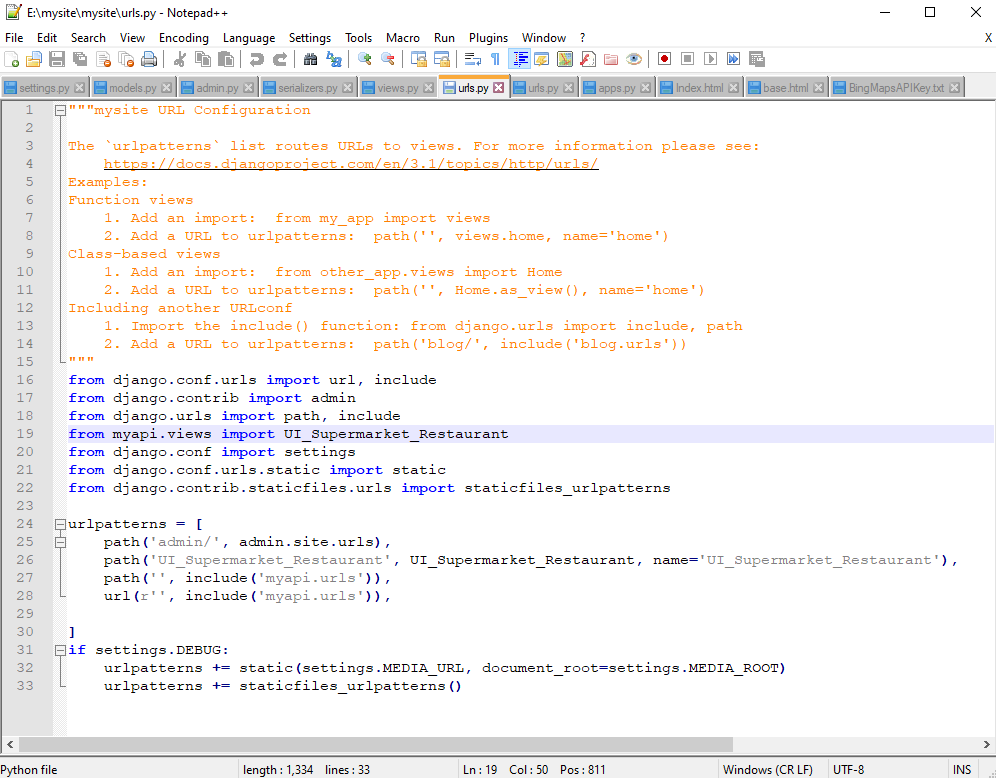 E:\mysite\mysite\urls.py - Notepad++
File Edit Search View Encoding Language Settings Tools Macro Run Plugins Window ? X
settings.py models.py admin.py serializers.py views.py urls.py urls.py apps.py Index.html base.html BingMapsAPIKey.txt
1 """mysite URL Configuration
2
3 The `urlpatterns` list routes URLs to views. For more information please see:
4     https://docs.djangoproject.com/en/3.1/topics/http/urls/
5 Examples:
6 Function views
7     1. Add an import:  from my_app import views
8     2. Add a URL to urlpatterns:  path('', views.home, name='home')
9 Class-based views
10     1. Add an import:  from other_app.views import Home
11     2. Add a URL to urlpatterns:  path('', Home.as_view(), name='home')
12 Including another URLconf
13     1. Import the include() function: from django.urls import include, path
14     2. Add a URL to urlpatterns:  path('blog/', include('blog.urls'))
15 """
16 from django.conf.urls import url, include
17 from django.contrib import admin
18 from django.urls import path, include
19 from myapi.views import UI_Supermarket_Restaurant
20 from django.conf import settings
21 from django.conf.urls.static import static
22 from django.contrib.staticfiles.urls import staticfiles_urlpatterns
23
24 urlpatterns = [
25     path('admin/', admin.site.urls),
26     path('UI_Supermarket_Restaurant', UI_Supermarket_Restaurant, name='UI_Supermarket_Restaurant'),
27     path('', include('myapi.urls')),
28     url(r'', include('myapi.urls')),
29
30 ]
31 if settings.DEBUG:
32     urlpatterns += static(settings.MEDIA_URL, document_root=settings.MEDIA_ROOT)
33     urlpatterns += staticfiles_urlpatterns()
Python file length : 1,334 lines : 33 Ln : 19 Col : 50 Pos : 811 Windows (CR LF) UTF-8 INS